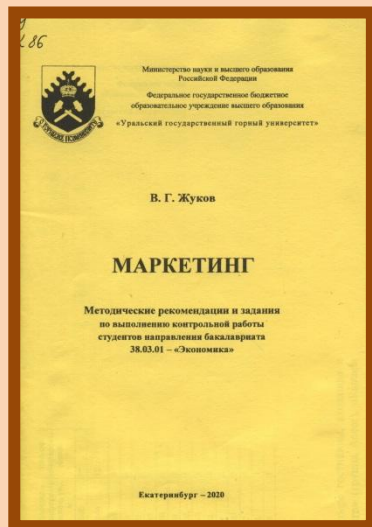 86
Министерство науки и высшего образования
Российской Федерации
Федеральное государственное бюджетное
образовательное учреждение высшего образования
«Уральский государственный горный университет»
В. Г. Жуков
МАРКЕТИНГ
Методические рекомендации и задания
по выполнению контрольной работы
студентов направления бакалавриата
38.03.01 – «Экономика»
Екатеринбург – 2020